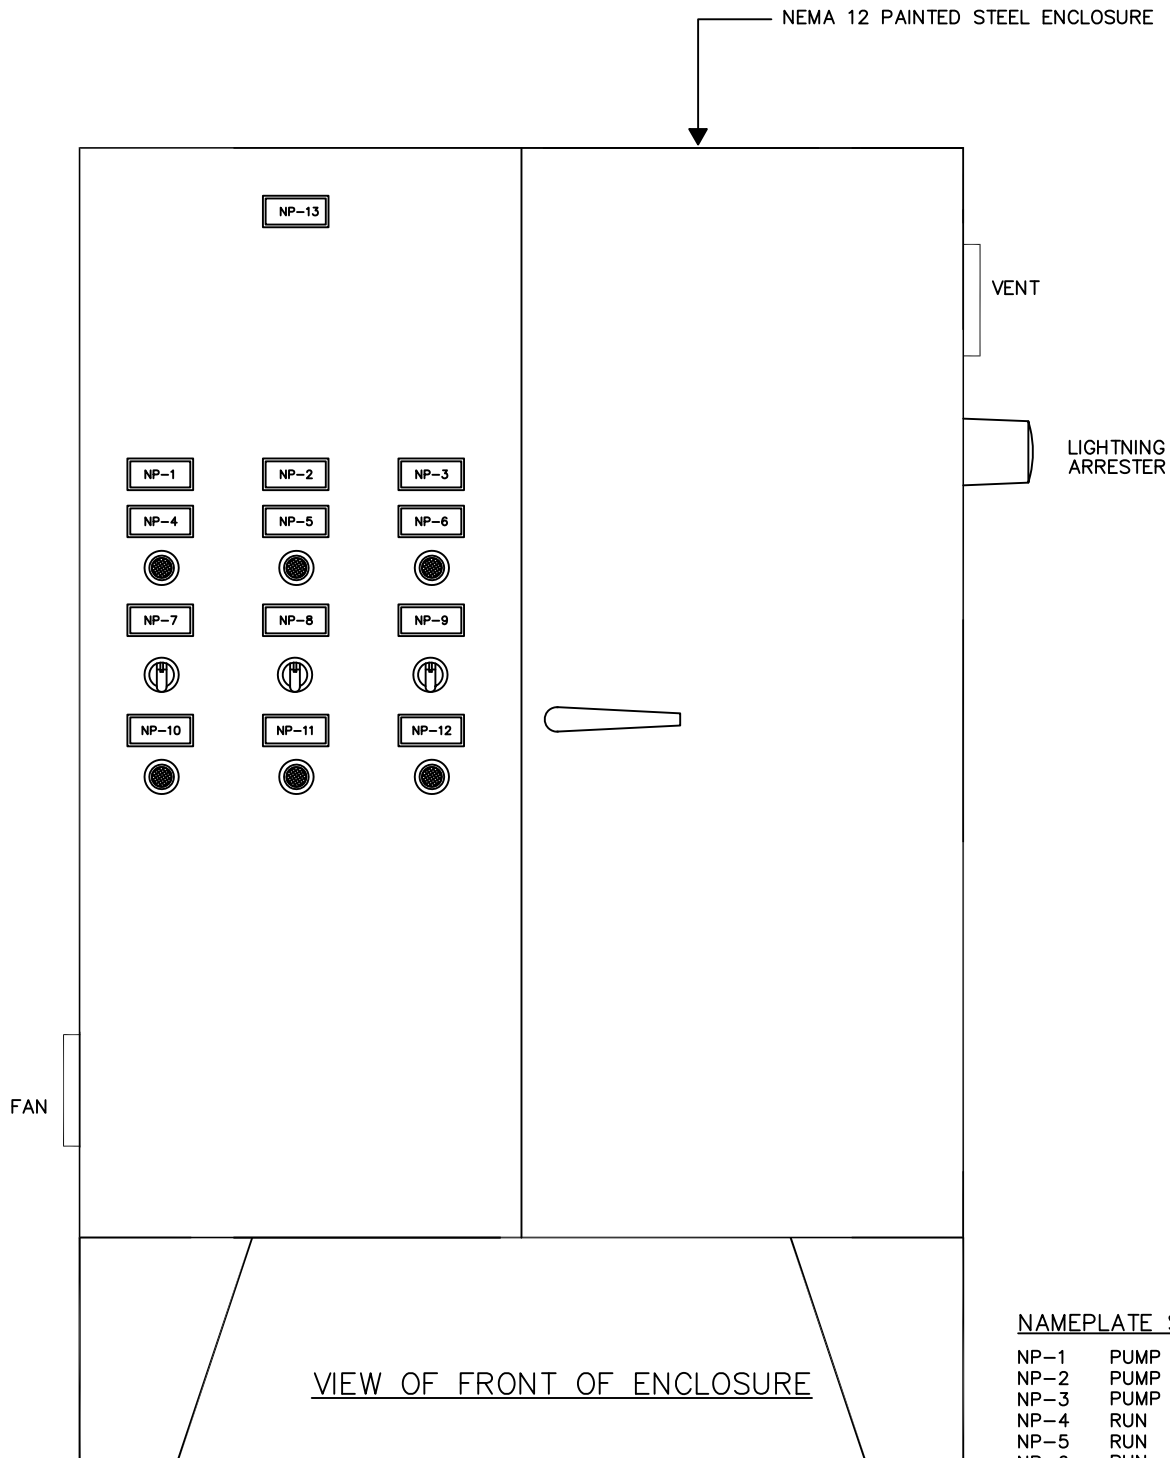 NEMA 12 PAINTED STEEL ENCLOSURE
NP-13
VENT
LIGHTNING
ARRESTER
NP-1 NP-2 NP-3
NP-4 NP-5 NP-6
NP-7 NP-8 NP-9
NP-10 NP-11 NP-12
FAN
VIEW OF FRONT OF ENCLOSURE
NAMEPLATE
NP-1 PUMP
NP-2 PUMP
NP-3 PUMP
NP-4 RUN
NP-5 RUN